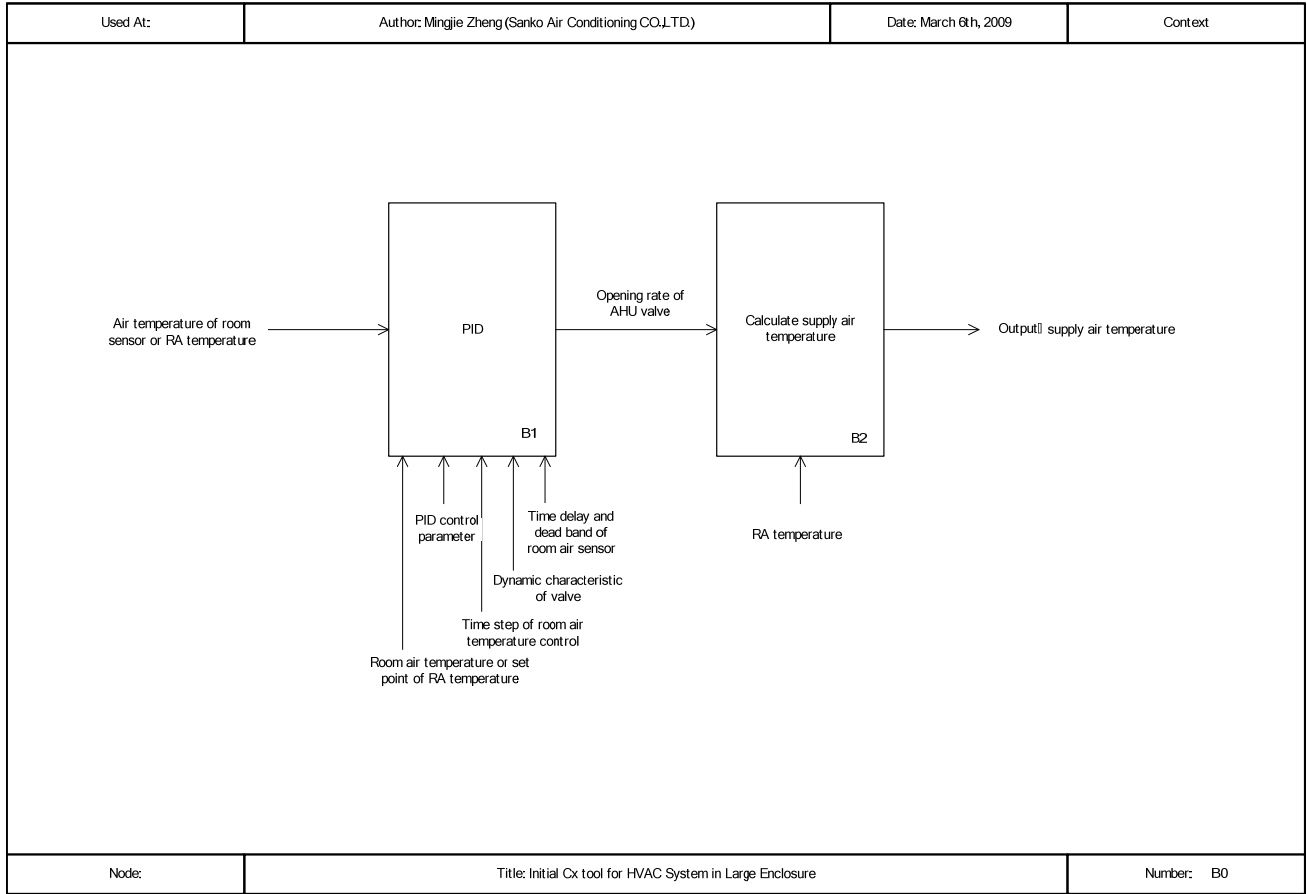 Used At:
Author: Mingjie Zheng (Sanko Air Conditioning CO.,LTD.)
Date: March 6th, 2009
Context
Air temperature of room
sensor or RA temperature
PID
B1
Opening rate of
AHU valve
Calculate supply air
temperature
B2
Output▯ supply air temperature
PID control
parameter
Time delay and
dead band of
room air sensor
RA temperature
Dynamic characteristic
of valve
Time step of room air
temperature control
Room air temperature or set
point of RA temperature
Node:
Title: Initial Cx tool for HVAC System in Large Enclosure
Number: B0